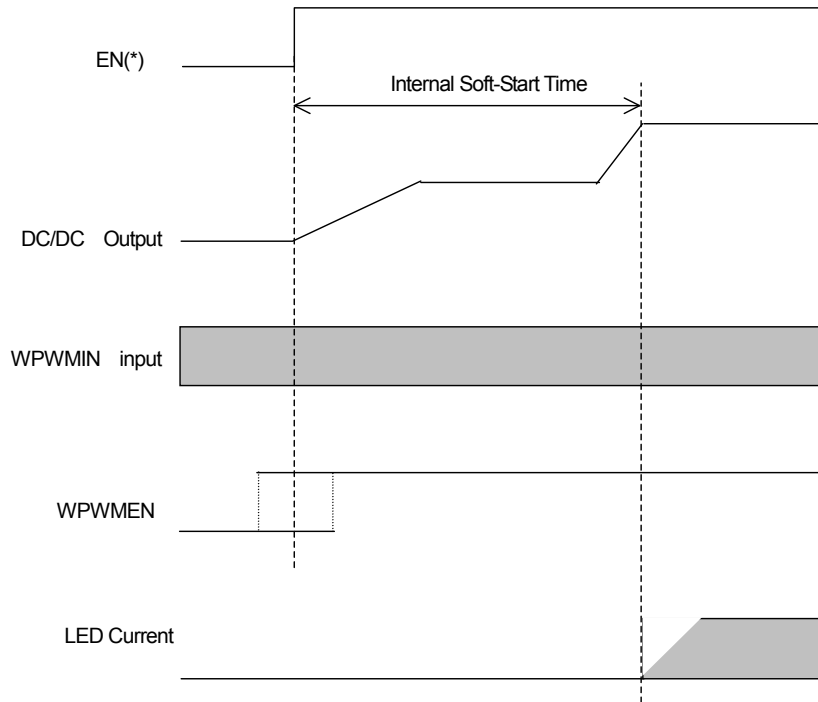 EN(*)
Internal Soft-Start Time
DC/DC Output
WPWMIN input
WPWMEN
LED Current